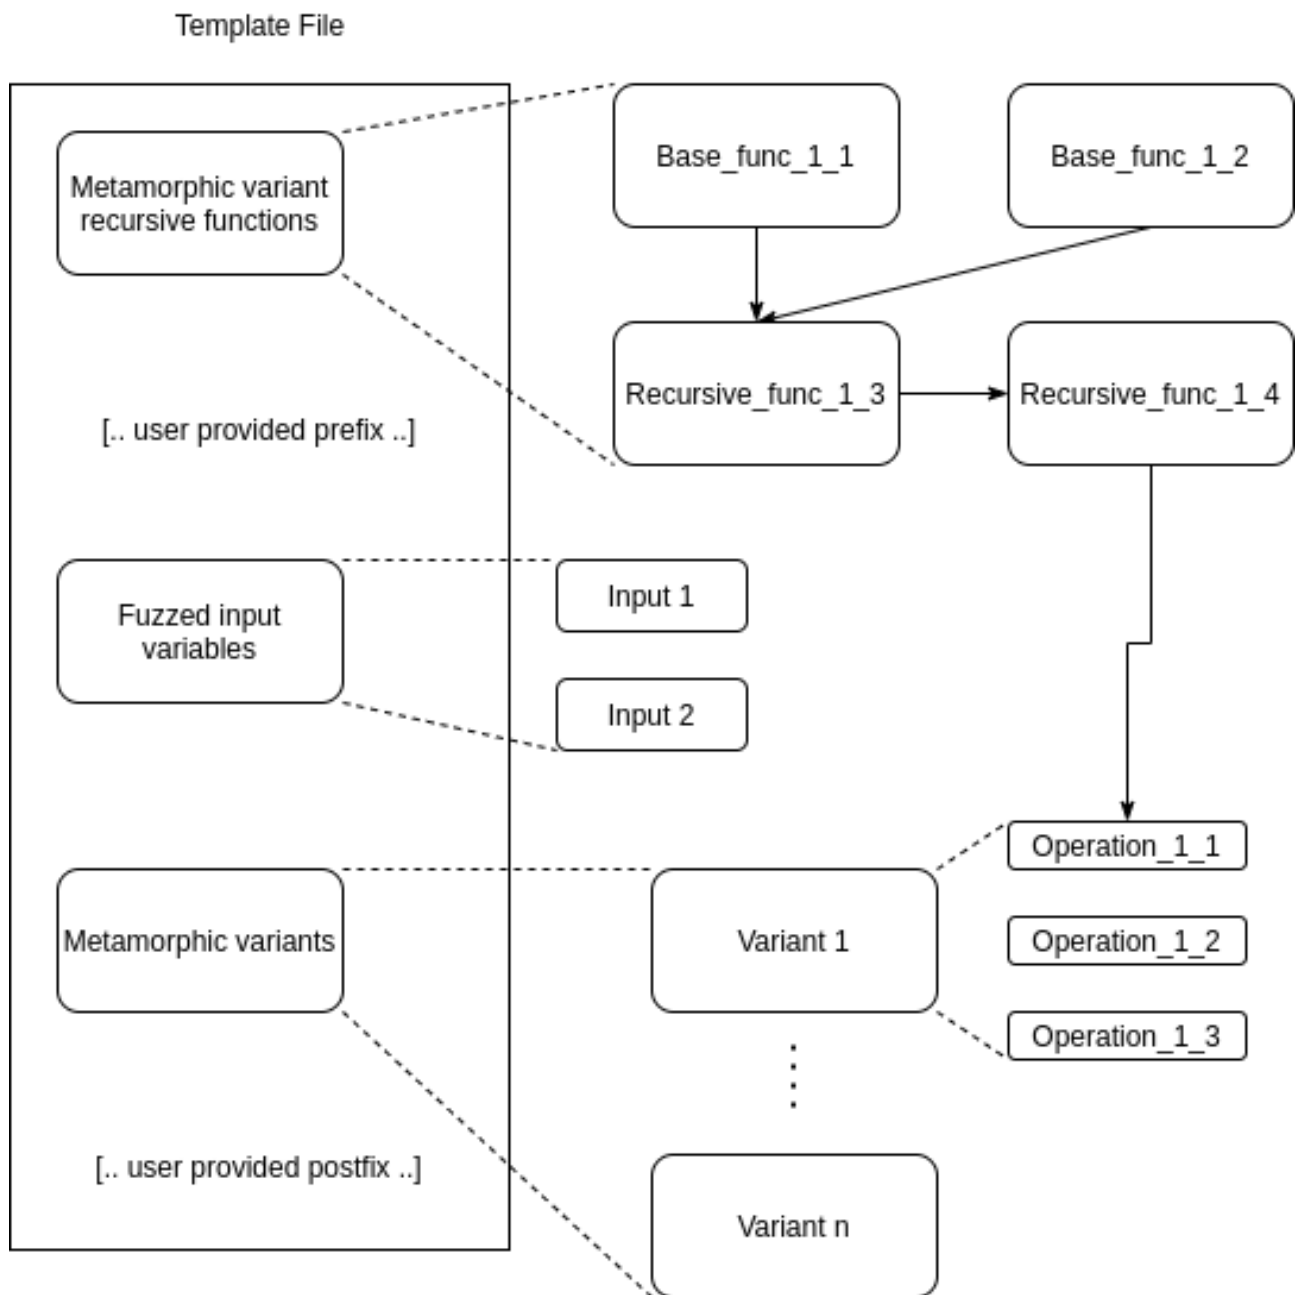 Template File
Metamorphic variant
recursive functions
Base_func_1_1
Base_func_1_2
Recursive_func_1_3
Recursive_func_1_4
[.. user provided prefix ..]
Fuzzed input
variables
Input 1
Input 2
Metamorphic variants
Variant 1
Operation_1_1
Operation_1_2
Operation_1_3
[.. user provided postfix ..]
Variant n